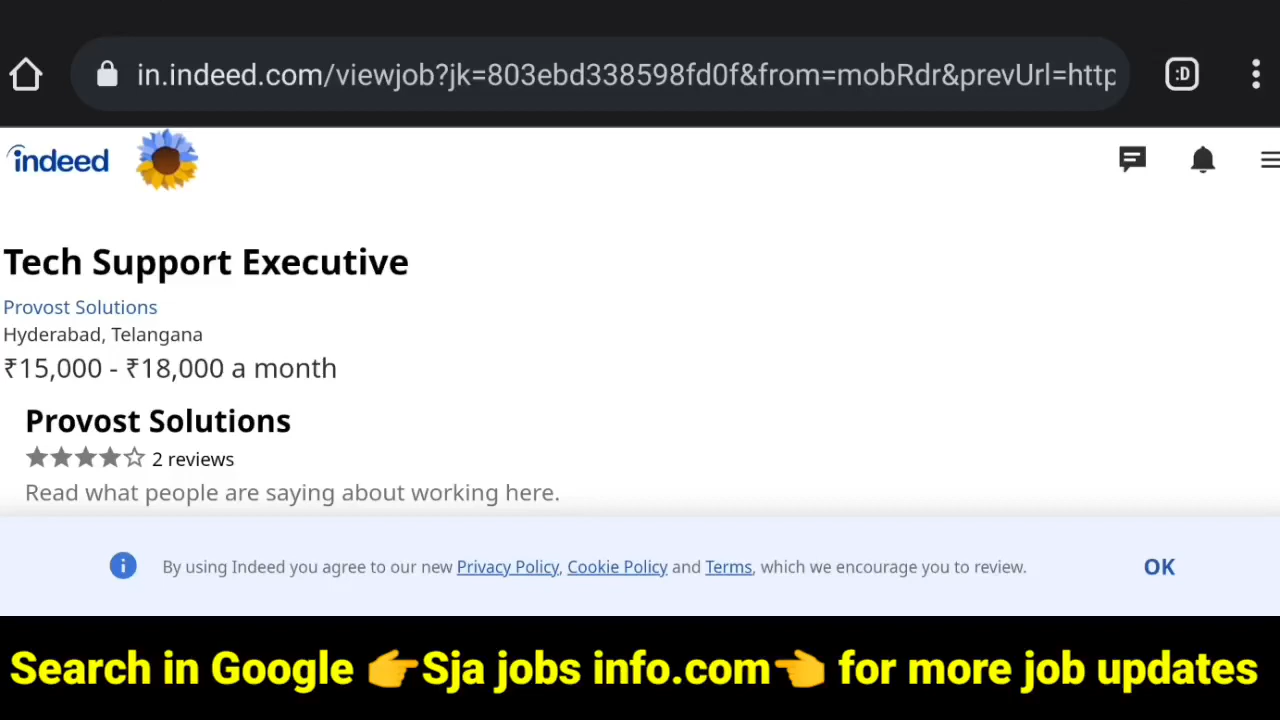 in.indeed.com/viewjob?jk=803ebd338598fd0f&from=mobRdr&prevUrl=http
:D
indeed
Tech Support Executive
Provost Solutions
Hyderabad, Telangana
₹15,000 - ₹18,000 a month
Provost Solutions
2 reviews
Read what people are saying about working here.
By using Indeed you agree to our new Privacy Policy, Cookie Policy and Terms, which we encourage you to review.
OK
Search in Google 👉Sja jobs info.com👈 for more job updates